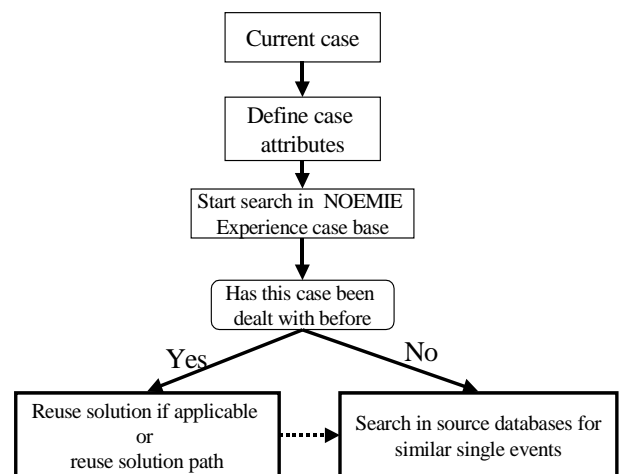 Current case
Define case
attributes
Start search in NOEMIE
Experience case base
Has this case been
dealt with before
Yes
No
Reuse solution if applicable
or
reuse solution path
Search in source databases for
similar single events